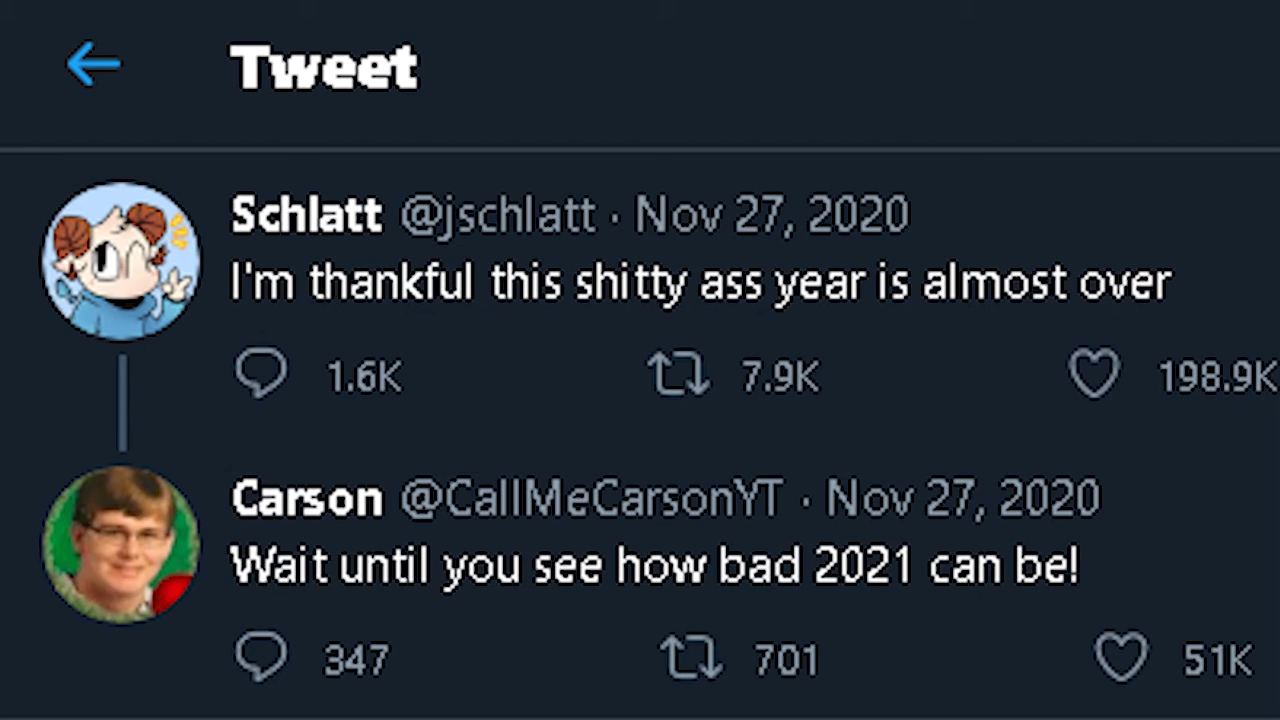 Tweet
Schlatt @jschlatt · Nov 27, 2020
I'm thankful this shitty ass year is almost over
1.6K 7.9K 198.9K
Carson @CallMeCarsonYT · Nov 27, 2020
Wait until you see how bad 2021 can be!
347 701 51K